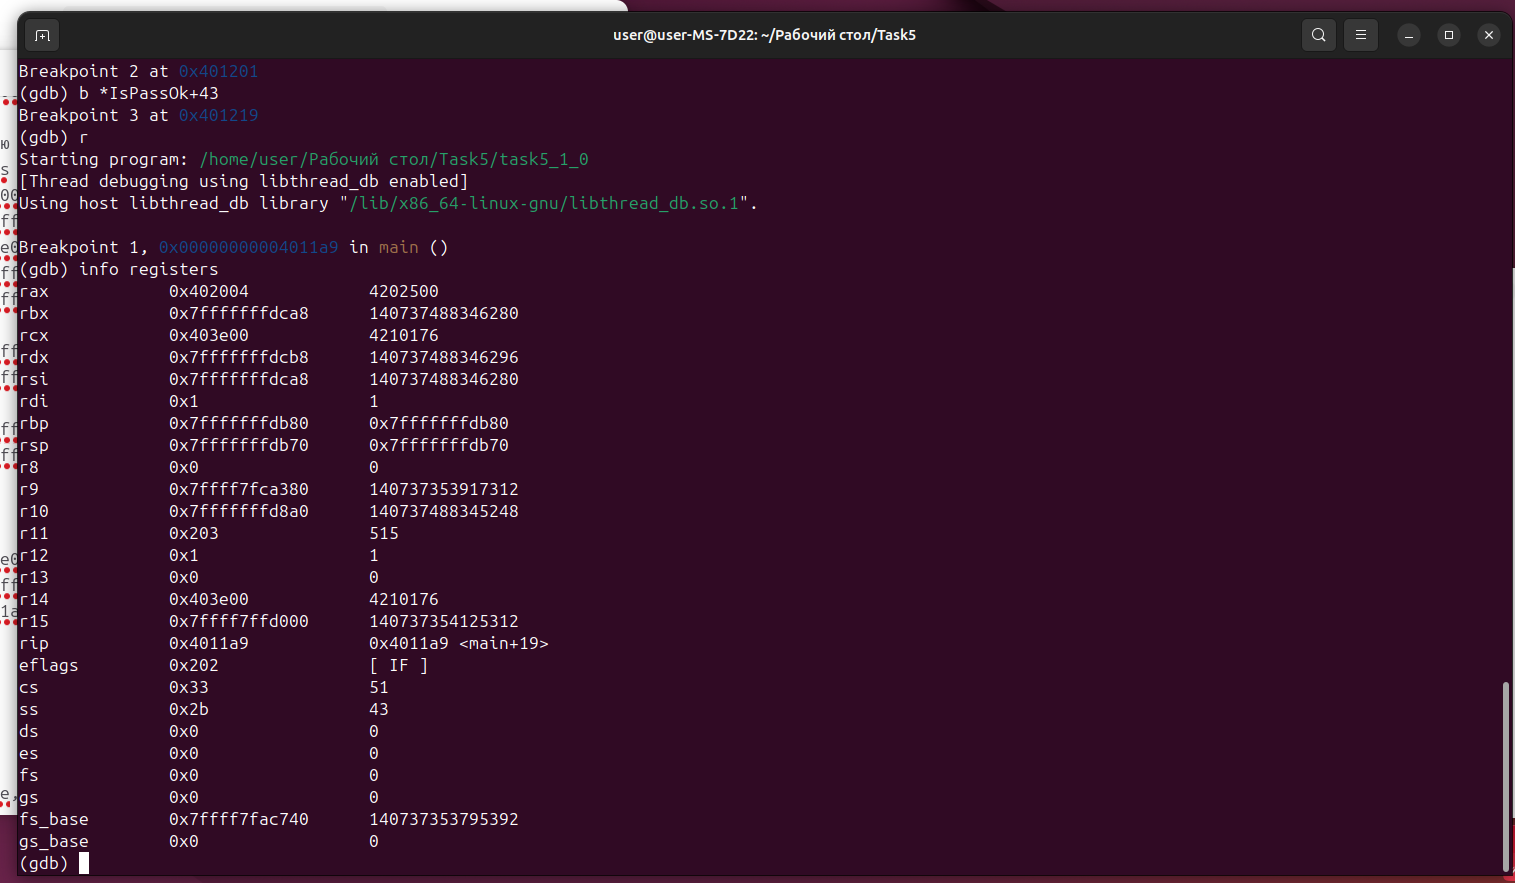 user@user-MS-7D22: ~/Рабочий стол/Task5
Breakpoint 2 at 0x401201
(gdb) b *IsPassOk+43
Breakpoint 3 at 0x401219
(gdb) r
Starting program: /home/user/Рабочий стол/Task5/task5_1_0
[Thread debugging using libthread_db enabled]
Using host libthread_db library "/lib/x86_64-linux-gnu/libthread_db.so.1".
Breakpoint 1, 0x00000000004011a9 in main ()
(gdb) info registers
rax 0x402004 4202500
rbx 0x7fffffffdca8 140737488346280
rcx 0x403e00 4210176
rdx 0x7fffffffdcb8 140737488346296
rsi 0x7fffffffdca8 140737488346280
rdi 0x1 1
rbp 0x7fffffffdb80 0x7fffffffdb80
rsp 0x7fffffffdb70 0x7fffffffdb70
r8 0x0 0
r9 0x7ffff7fca380 140737353917312
r10 0x7fffffffd8a0 140737488345248
r11 0x203 515
r12 0x1 1
r13 0x0 0
r14 0x403e00 4210176
r15 0x7ffff7ffd000 140737354125312
rip 0x4011a9 0x4011a9 <main+19>
eflags 0x202 [ IF ]
cs 0x33 51
ss 0x2b 43
ds 0x0 0
es 0x0 0
fs 0x0 0
gs 0x0 0
fs_base 0x7ffff7fac740 140737353795392
gs_base 0x0 0
(gdb)